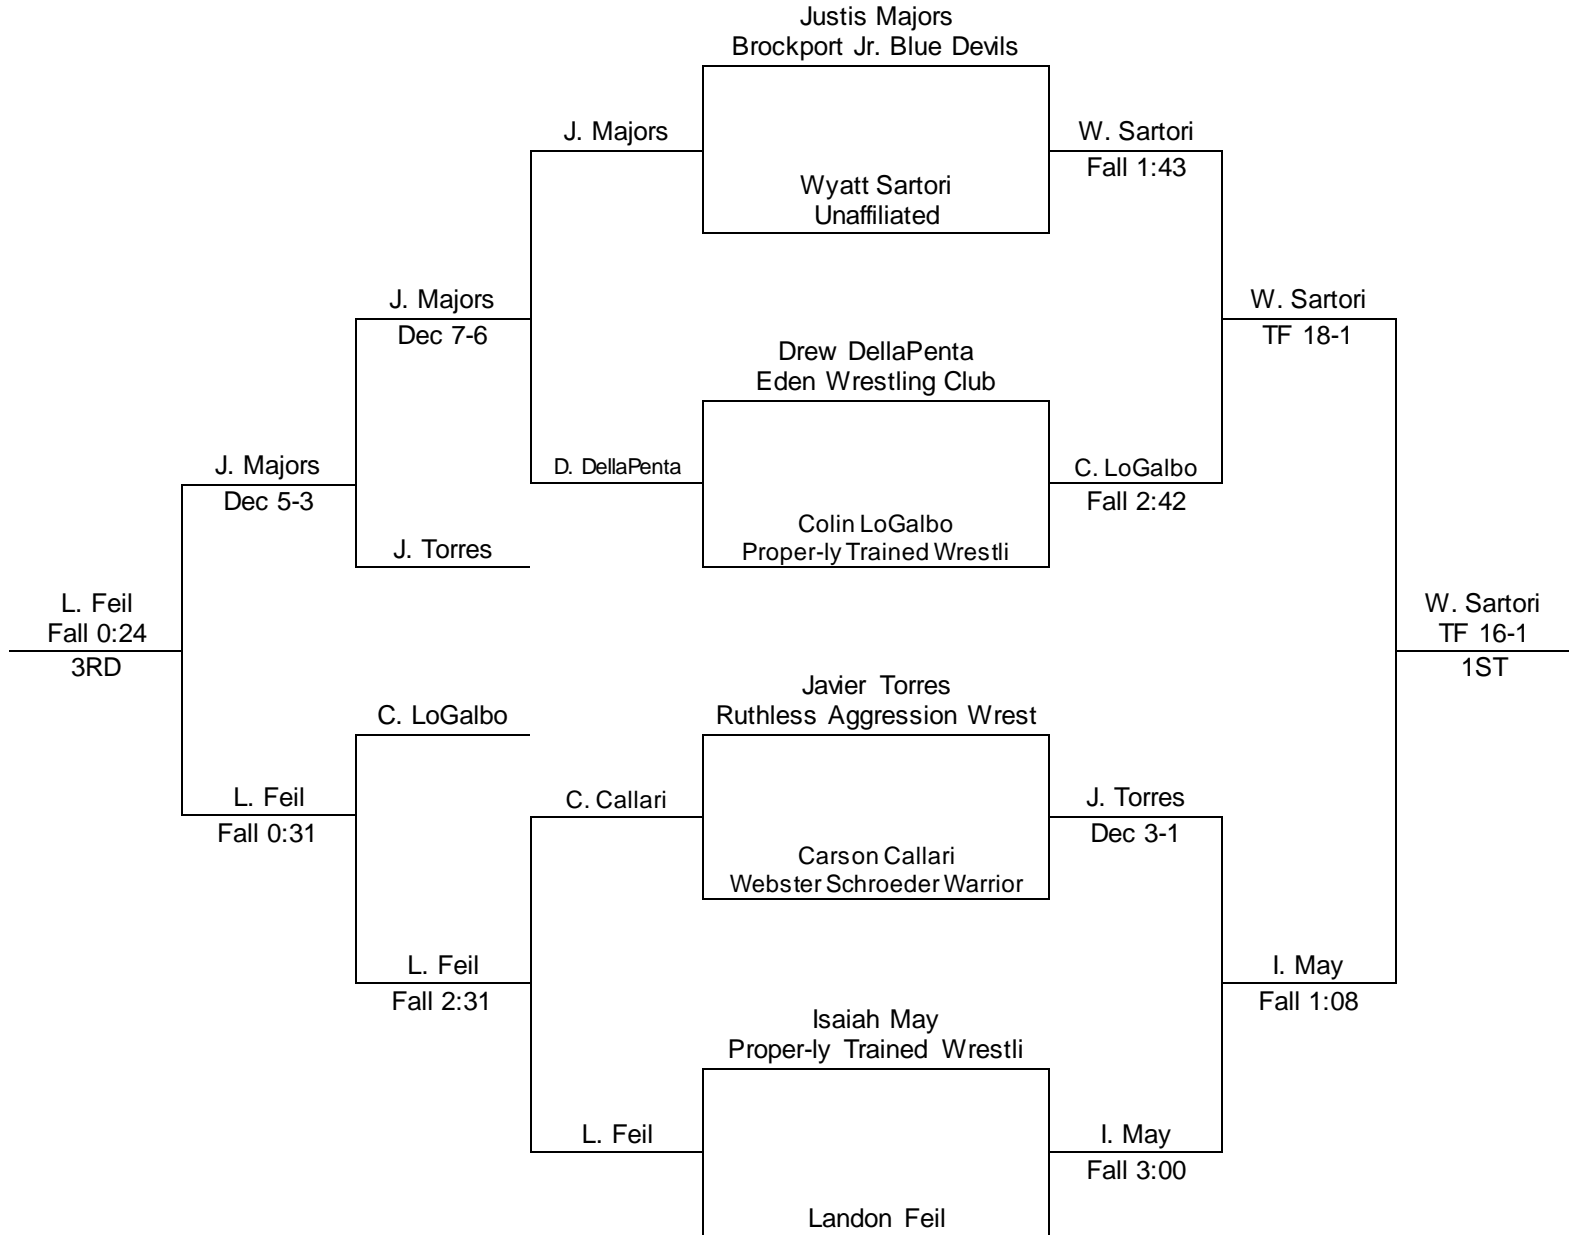 Justis Majors
Brockport Jr. Blue Devils
J. Majors
W. Sartori
Fall 1:43
Wyatt Sartori
Unaffiliated
J. Majors
Dec 7-6
W. Sartori
TF 18-1
Drew DellaPenta
Eden Wrestling Club
J. Majors
Dec 5-3
D. DellaPenta
C. LoGalbo
Fall 2:42
Colin LoGalbo
Proper-ly Trained Wrestli
J. Torres
L. Feil
Fall 0:24
3RD
W. Sartori
TF 16-1
1ST
Javier Torres
Ruthless Aggression Wrest
C. LoGalbo
L. Feil
Fall 0:31
C. Callari
J. Torres
Dec 3-1
Carson Callari
Webster Schroeder Warrior
L. Feil
Fall 2:31
I. May
Fall 1:08
Isaiah May
Proper-ly Trained Wrestli
L. Feil
I. May
Fall 3:00
Landon Feil